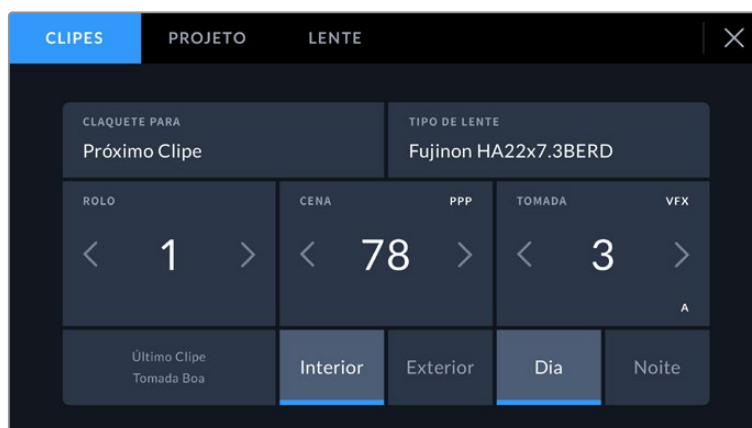 CLIPES PROJETO LENTE
CLAQUETE PARA
Próximo Clipe
TIPO DE LENTE
Fujinon HA22x7.3BERD
ROLO
1
CENA PPP
78
TOMADA VFX
3
A
Último Clipe
Tomada Boa
Interior Exterior Dia Noite